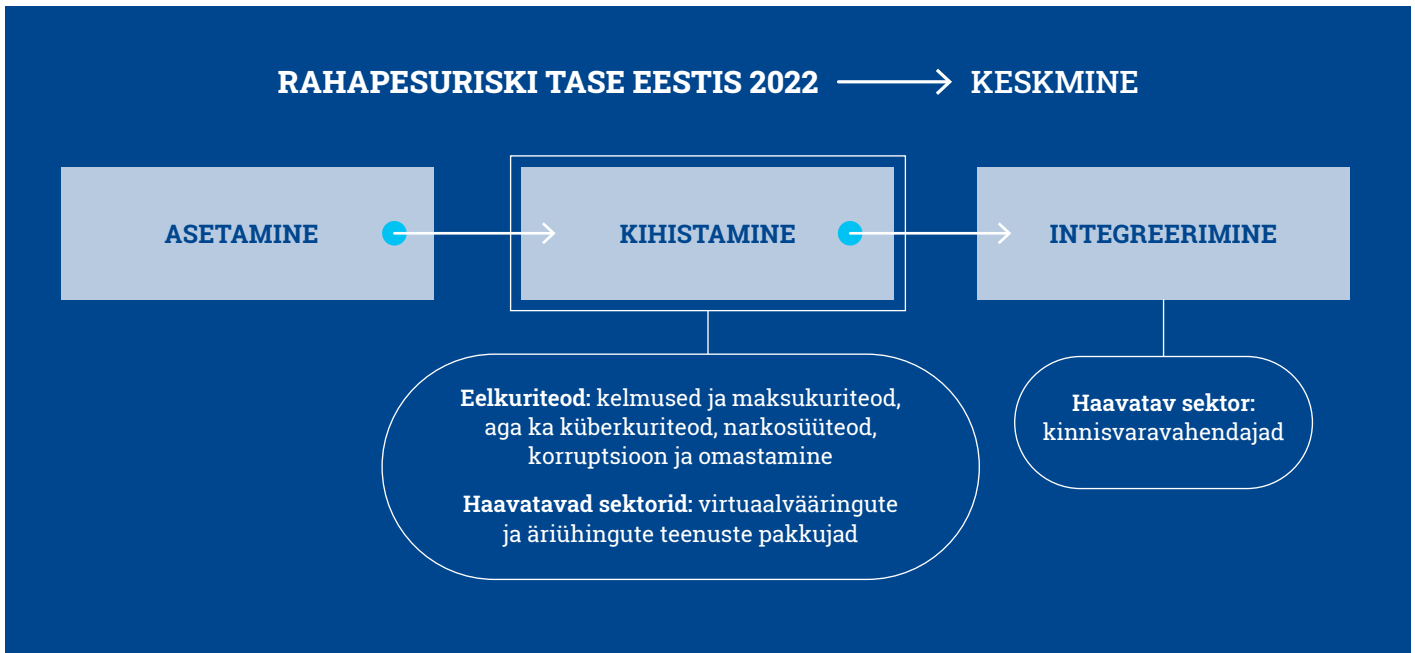 RAHAPESURISKI TASE EESTIS 2022 → KESKMINE
ASETAMINE
KIHISTAMINE
INTEGREERIMINE
Eelkuriteod: kelmused ja maksukuriteod,
aga ka küberkuriteod, narkosüüteod,
korruptsioon ja omastamine
Haavatavad sektorid: virtuaalvääringute
ja äriühingute teenuste pakkujad
Haavatav sektor:
kinnisvaravahendajad